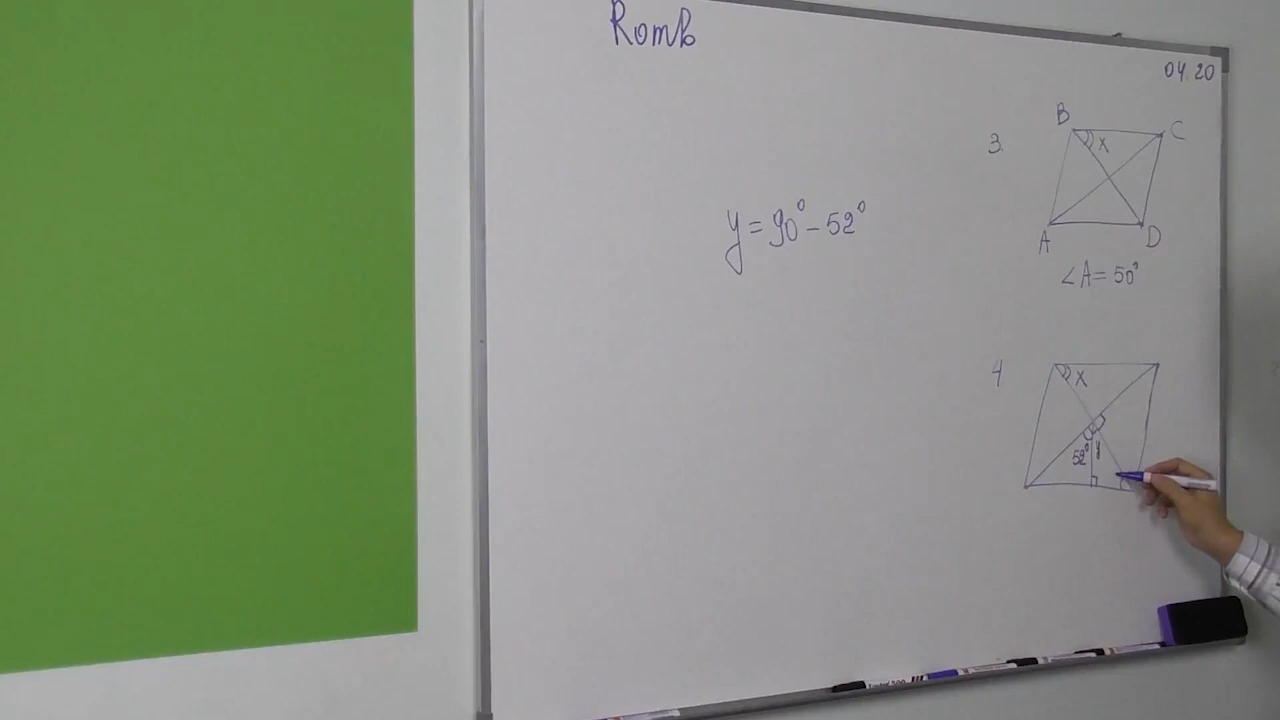 Romb
04.20
3.
B
C
x
A
D
∠A = 50°
y = 90° – 52°
4
x
52°
y